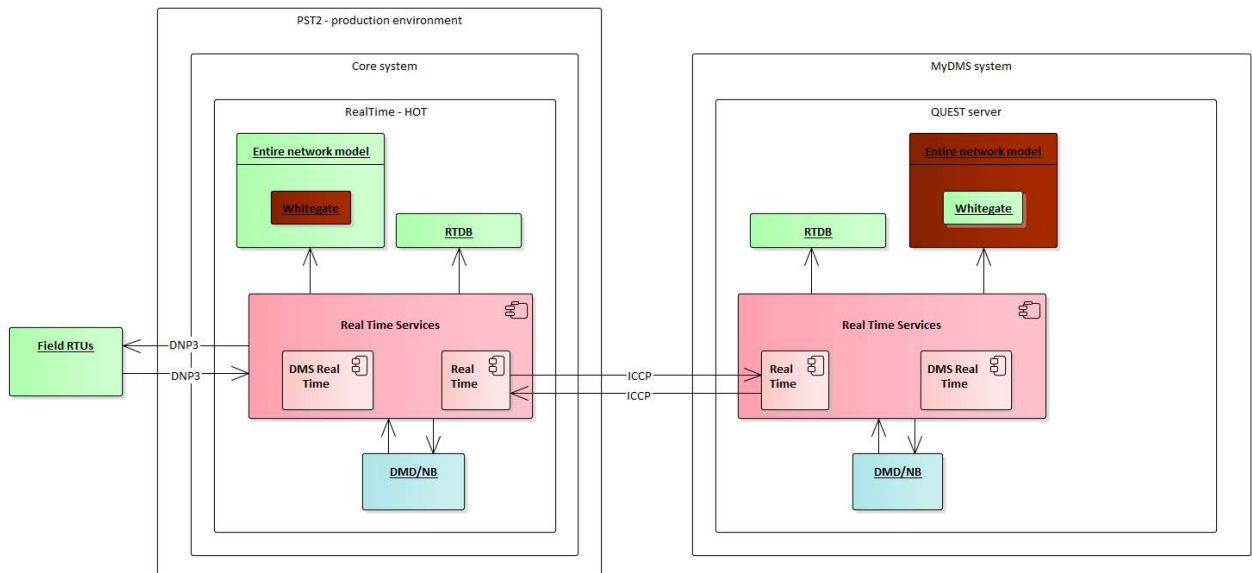 PST2 - production environment
Core system
RealTime - HOT
Entire network model
Whitegate
RTDB
Real Time Services
DMS Real
Time
Real
Time
DMD/NB
Field RTUs
DNP3
DNP3
ICCP
ICCP
MyDMS system
QUEST server
Entire network model
Whitegate
RTDB
Real Time Services
Real
Time
DMS Real
Time
DMD/NB